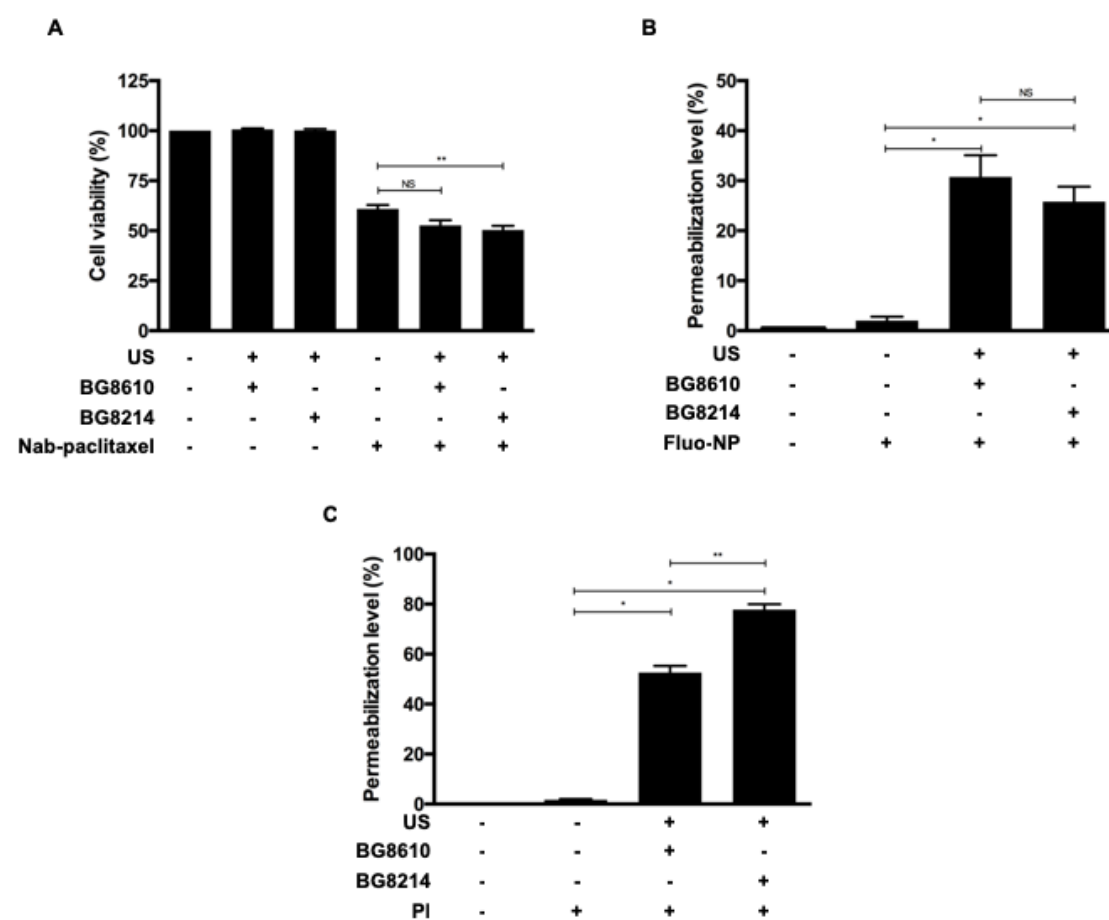 A
Cell viability (%)
125
100
75
50
25
0
**
NS
US - + + - + +
BG8610 - + - - + -
BG8214 - - + - - +
Nab-paclitaxel - - - + + +
B
Permeabilization level (%)
50
40
30
20
10
0
NS
*
*
US - - + +
BG8610 - - + -
BG8214 - - - +
Fluo-NP - + + +
C
Permeabilization level (%)
100
80
60
40
20
0
**
*
*
US - - + +
BG8610 - - + -
BG8214 - - - +
PI - + + +